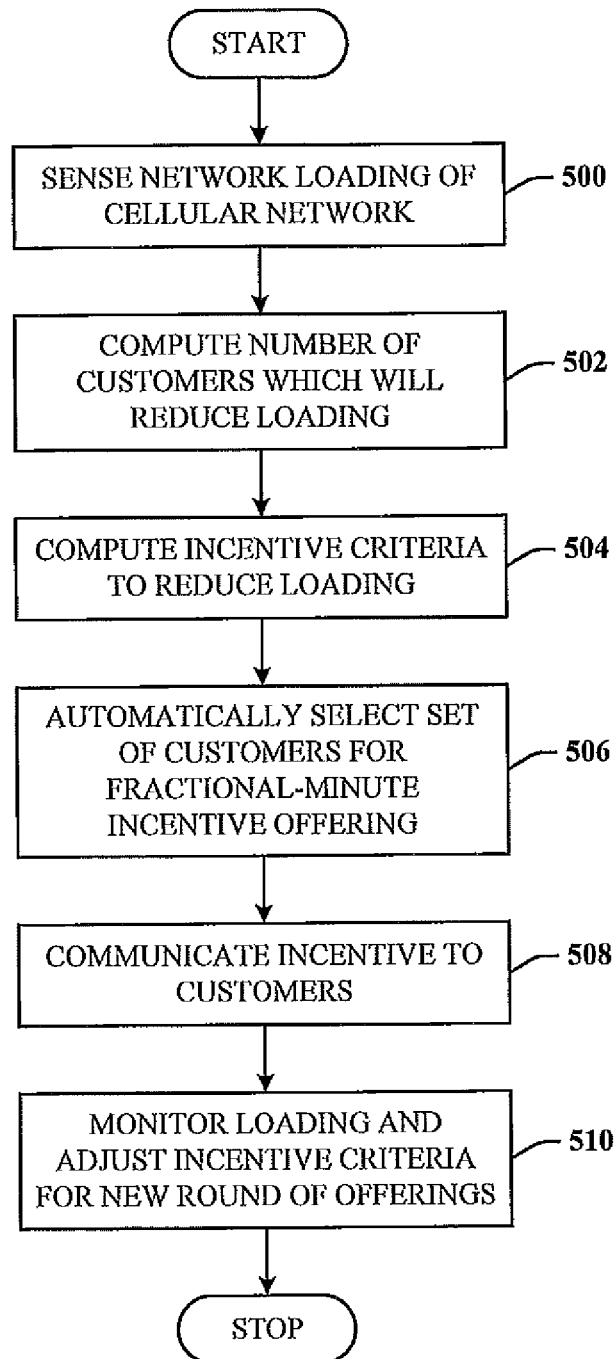 START
SENSE NETWORK LOADING OF
CELLULAR NETWORK
500
COMPUTE NUMBER OF
CUSTOMERS WHICH WILL
REDUCE LOADING
502
COMPUTE INCENTIVE CRITERIA
TO REDUCE LOADING
504
AUTOMATICALLY SELECT SET
OF CUSTOMERS FOR
FRACTIONAL-MINUTE
INCENTIVE OFFERING
506
COMMUNICATE INCENTIVE TO
CUSTOMERS
508
MONITOR LOADING AND
ADJUST INCENTIVE CRITERIA
FOR NEW ROUND OF OFFERINGS
510
STOP